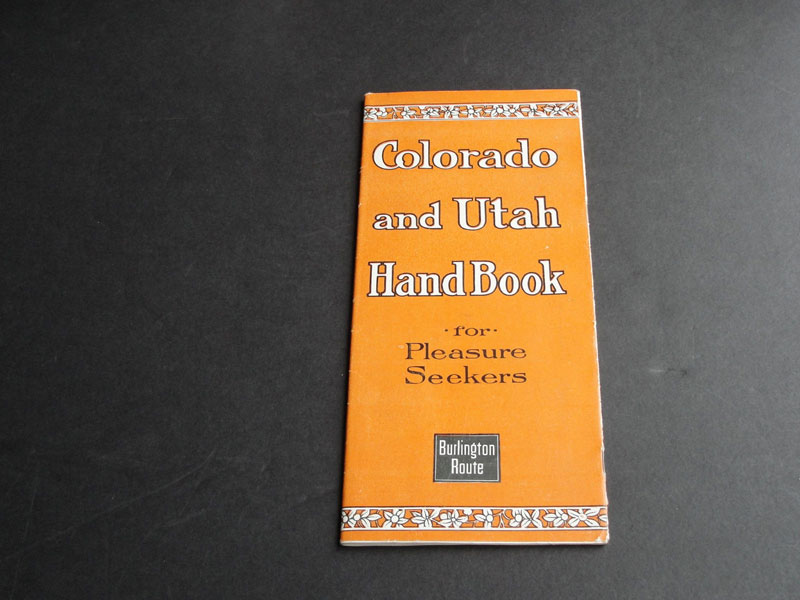 Colorado
and Utah
Hand Book
·for·
Pleasure
Seekers
Burlington
Route